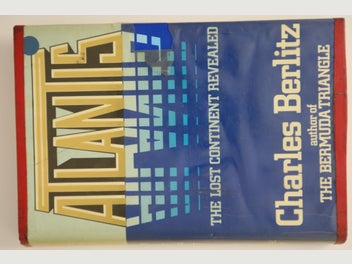 ATLANTIS
THE LOST CONTINENT REVEALED
Charles Berlitz
author of
THE BERMUDA TRIANGLE